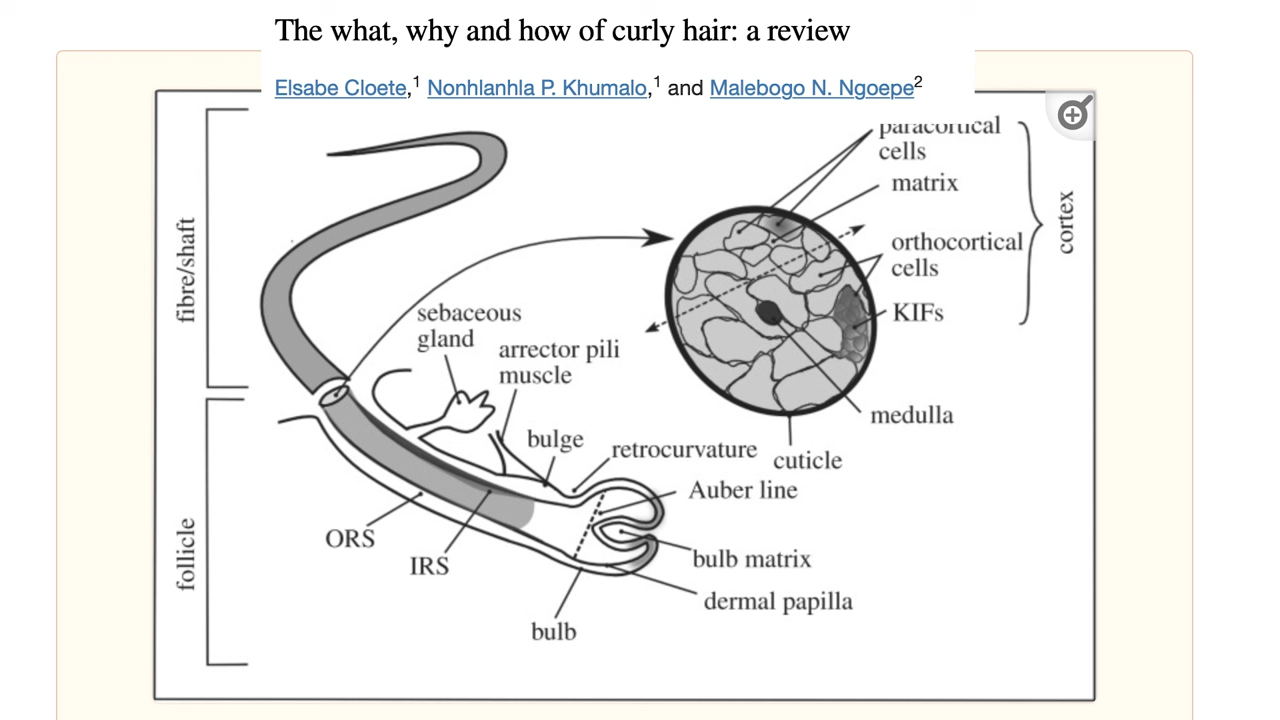 The what, why and how of curly hair: a review
Elsabe Cloete,1 Nonhlanhla P. Khumalo,1 and Malebogo N. Ngoepe2
paracortical
cells
matrix
cortex
orthocortical
cells
KIFs
fibre/shaft
sebaceous
gland
arrector pili
muscle
medulla
bulge
retrocurvature
cuticle
Auber line
ORS
IRS
follicle
bulb matrix
dermal papilla
bulb